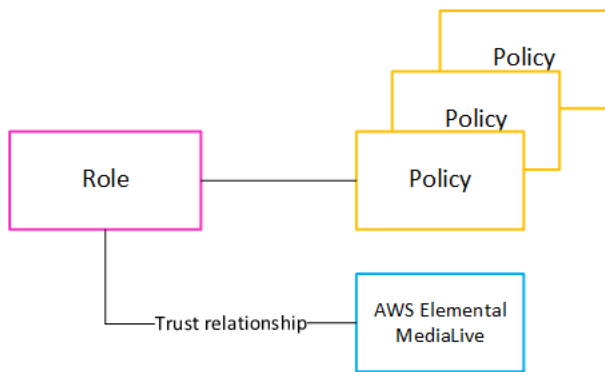 Policy
Policy
Role
Policy
Trust relationship
AWS Elemental
MediaLive